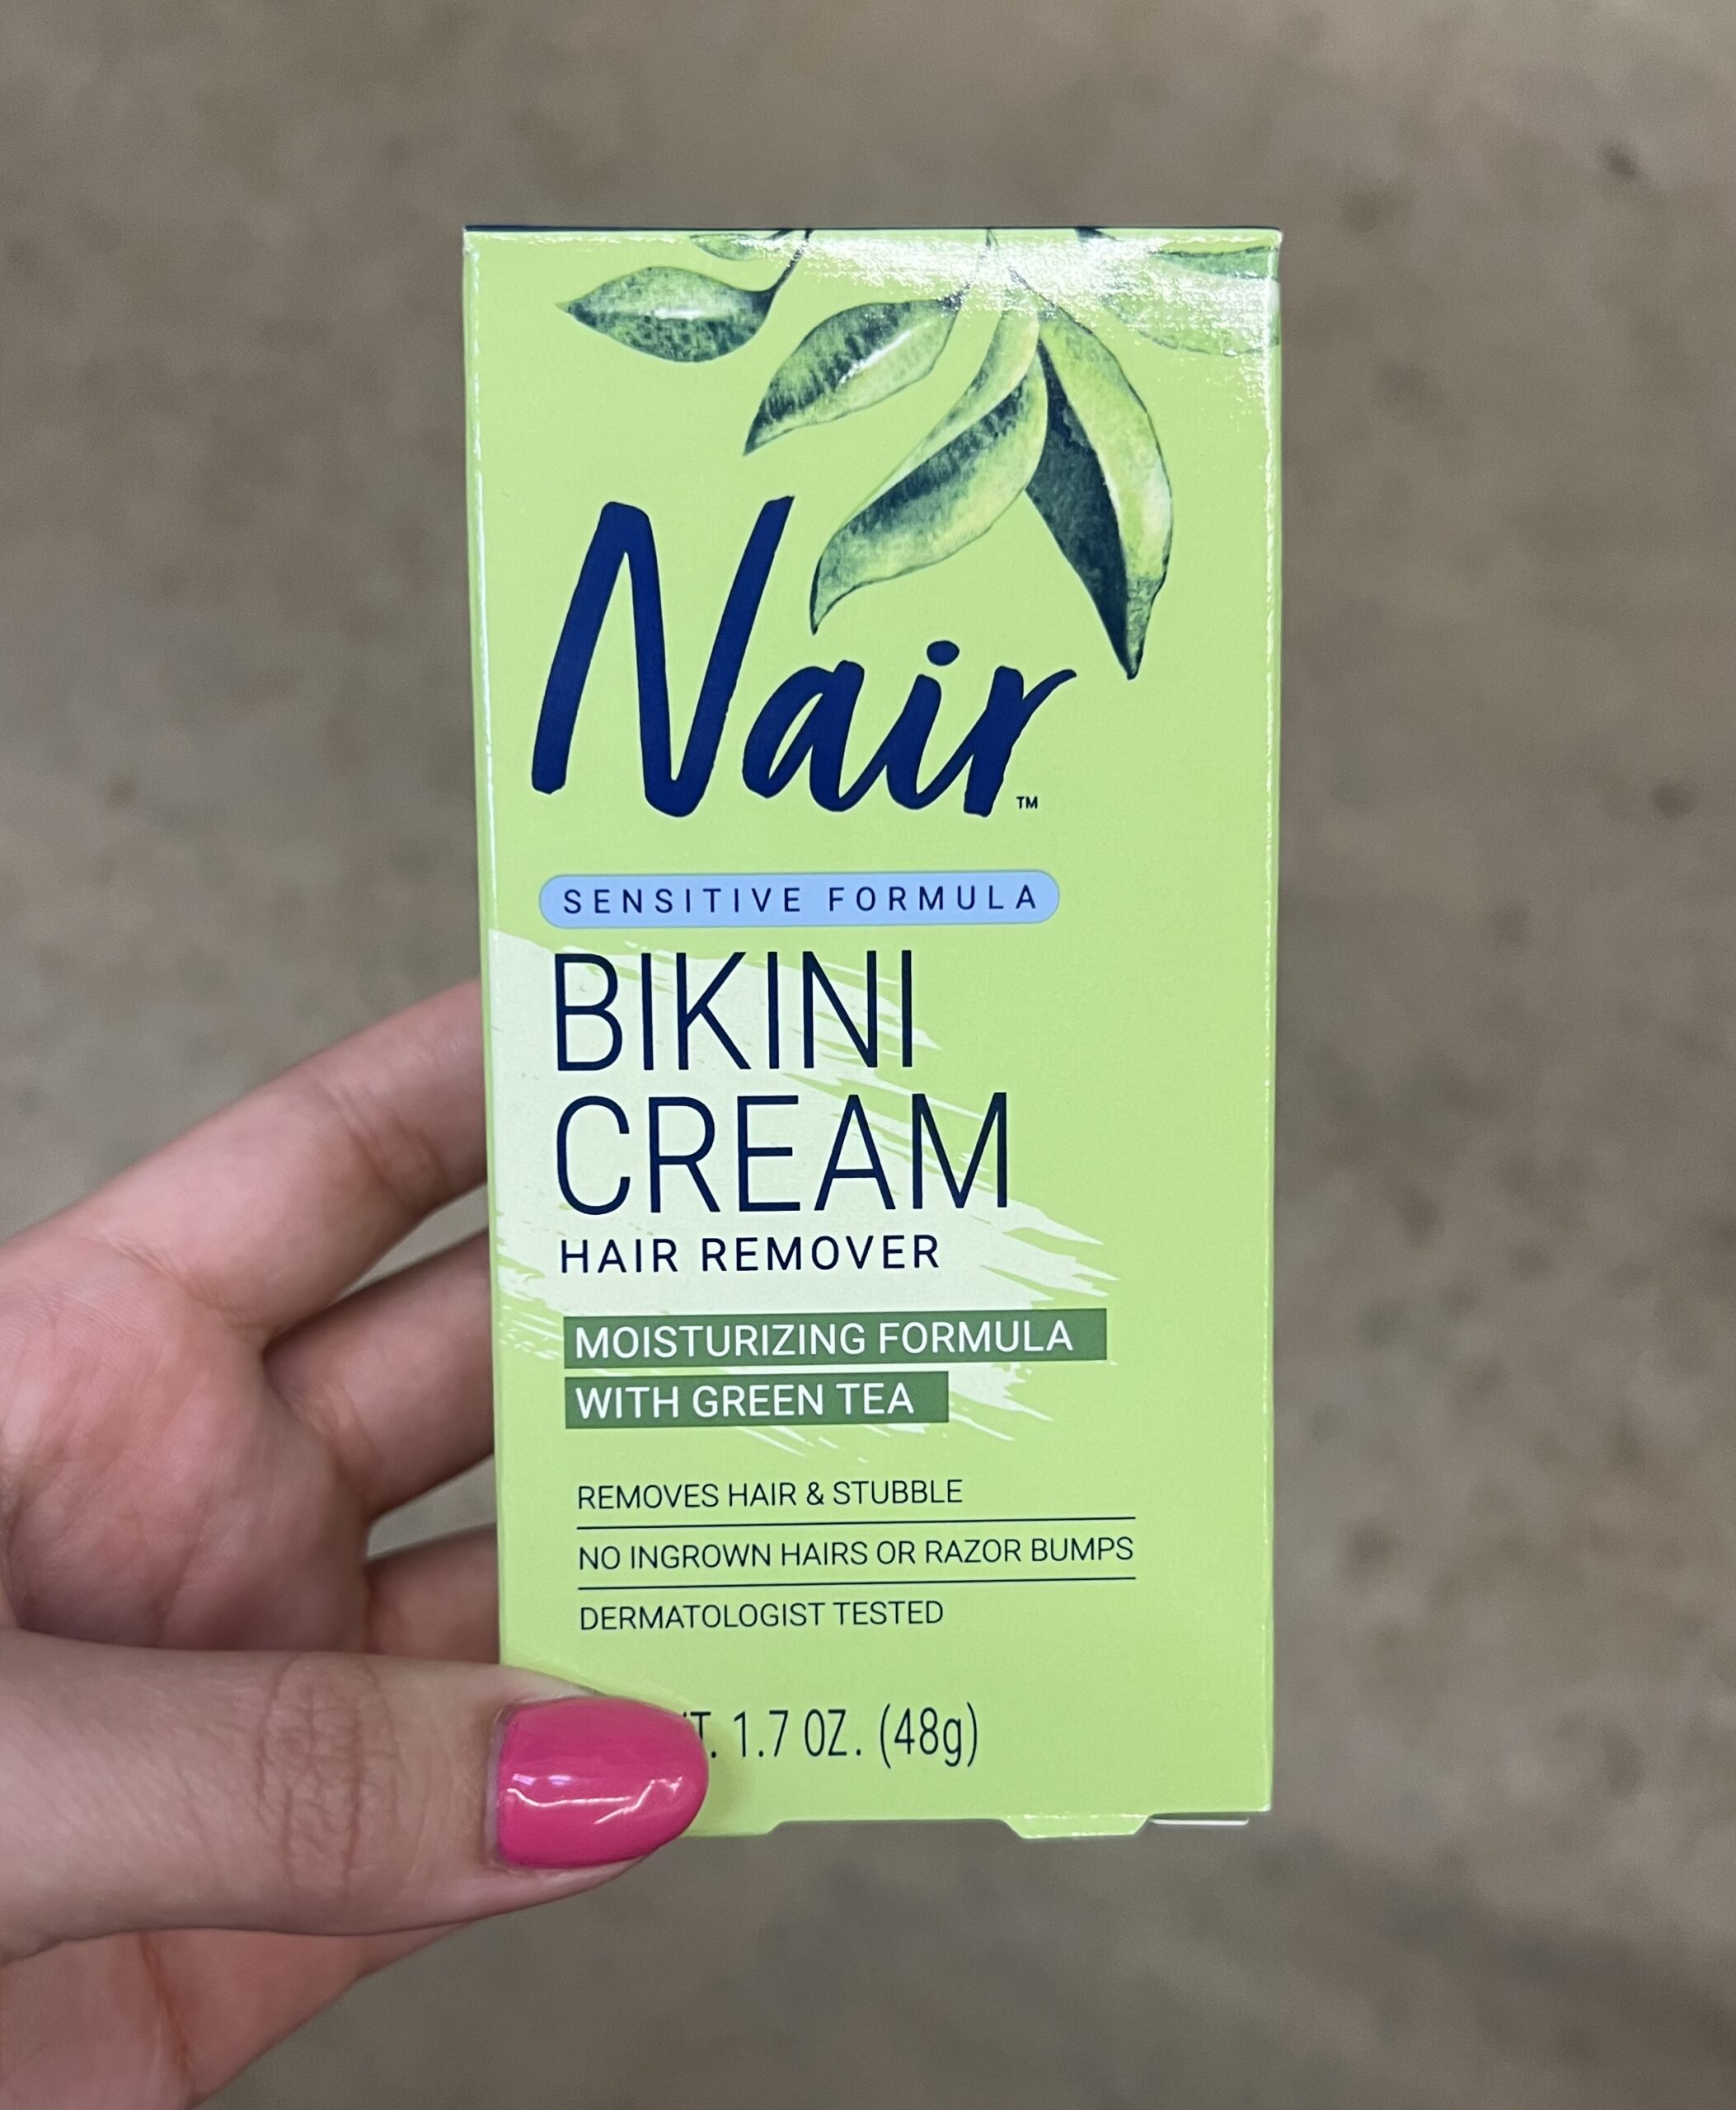 Nair™
SENSITIVE FORMULA
BIKINI
CREAM
HAIR REMOVER
MOISTURIZING FORMULA
WITH GREEN TEA
REMOVES HAIR & STUBBLE
NO INGROWN HAIRS OR RAZOR BUMPS
DERMATOLOGIST TESTED
1.7 OZ. (48g)